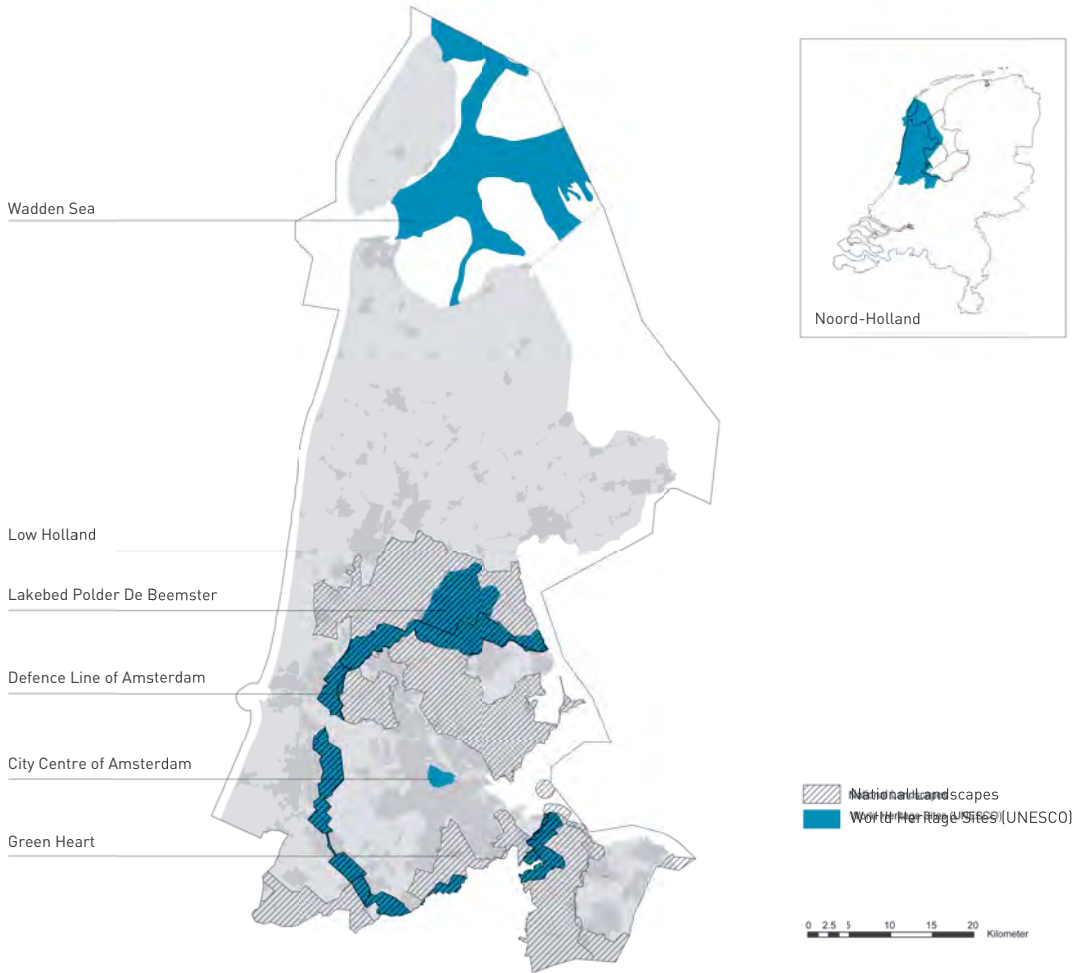 Wadden Sea
Noord-Holland
Low Holland
Lakebed Polder De Beemster
Defence Line of Amsterdam
City Centre of Amsterdam
Green Heart
National Landscapes
World Heritage Sites (UNESCO)
0 2.5 5 10 15 20 Kilometer